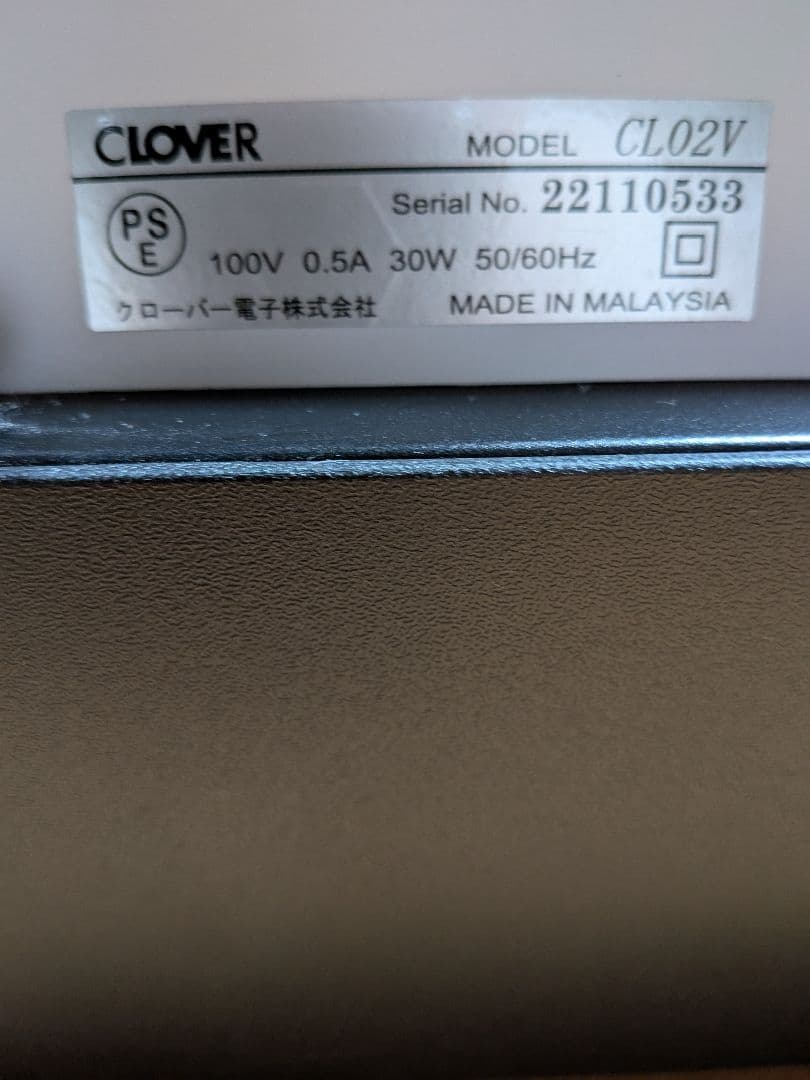 CLOVER MODEL CL02V
Serial No. 22110533
PS
E
100V 0.5A 30W 50/60Hz
クローバー電子株式会社 MADE IN MALAYSIA